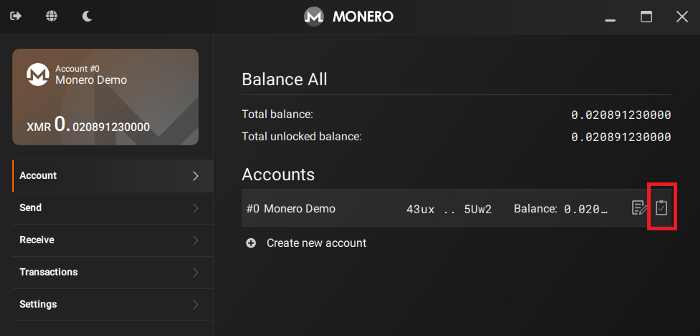 MONERO
Account #0
Monero Demo
XMR 0.020891230000
Account
Send
Receive
Transactions
Settings
Balance All
Total balance: 0.020891230000
Total unlocked balance: 0.020891230000
Accounts
#0 Monero Demo 43ux .. 5Uw2 Balance: 0.020…
Create new account